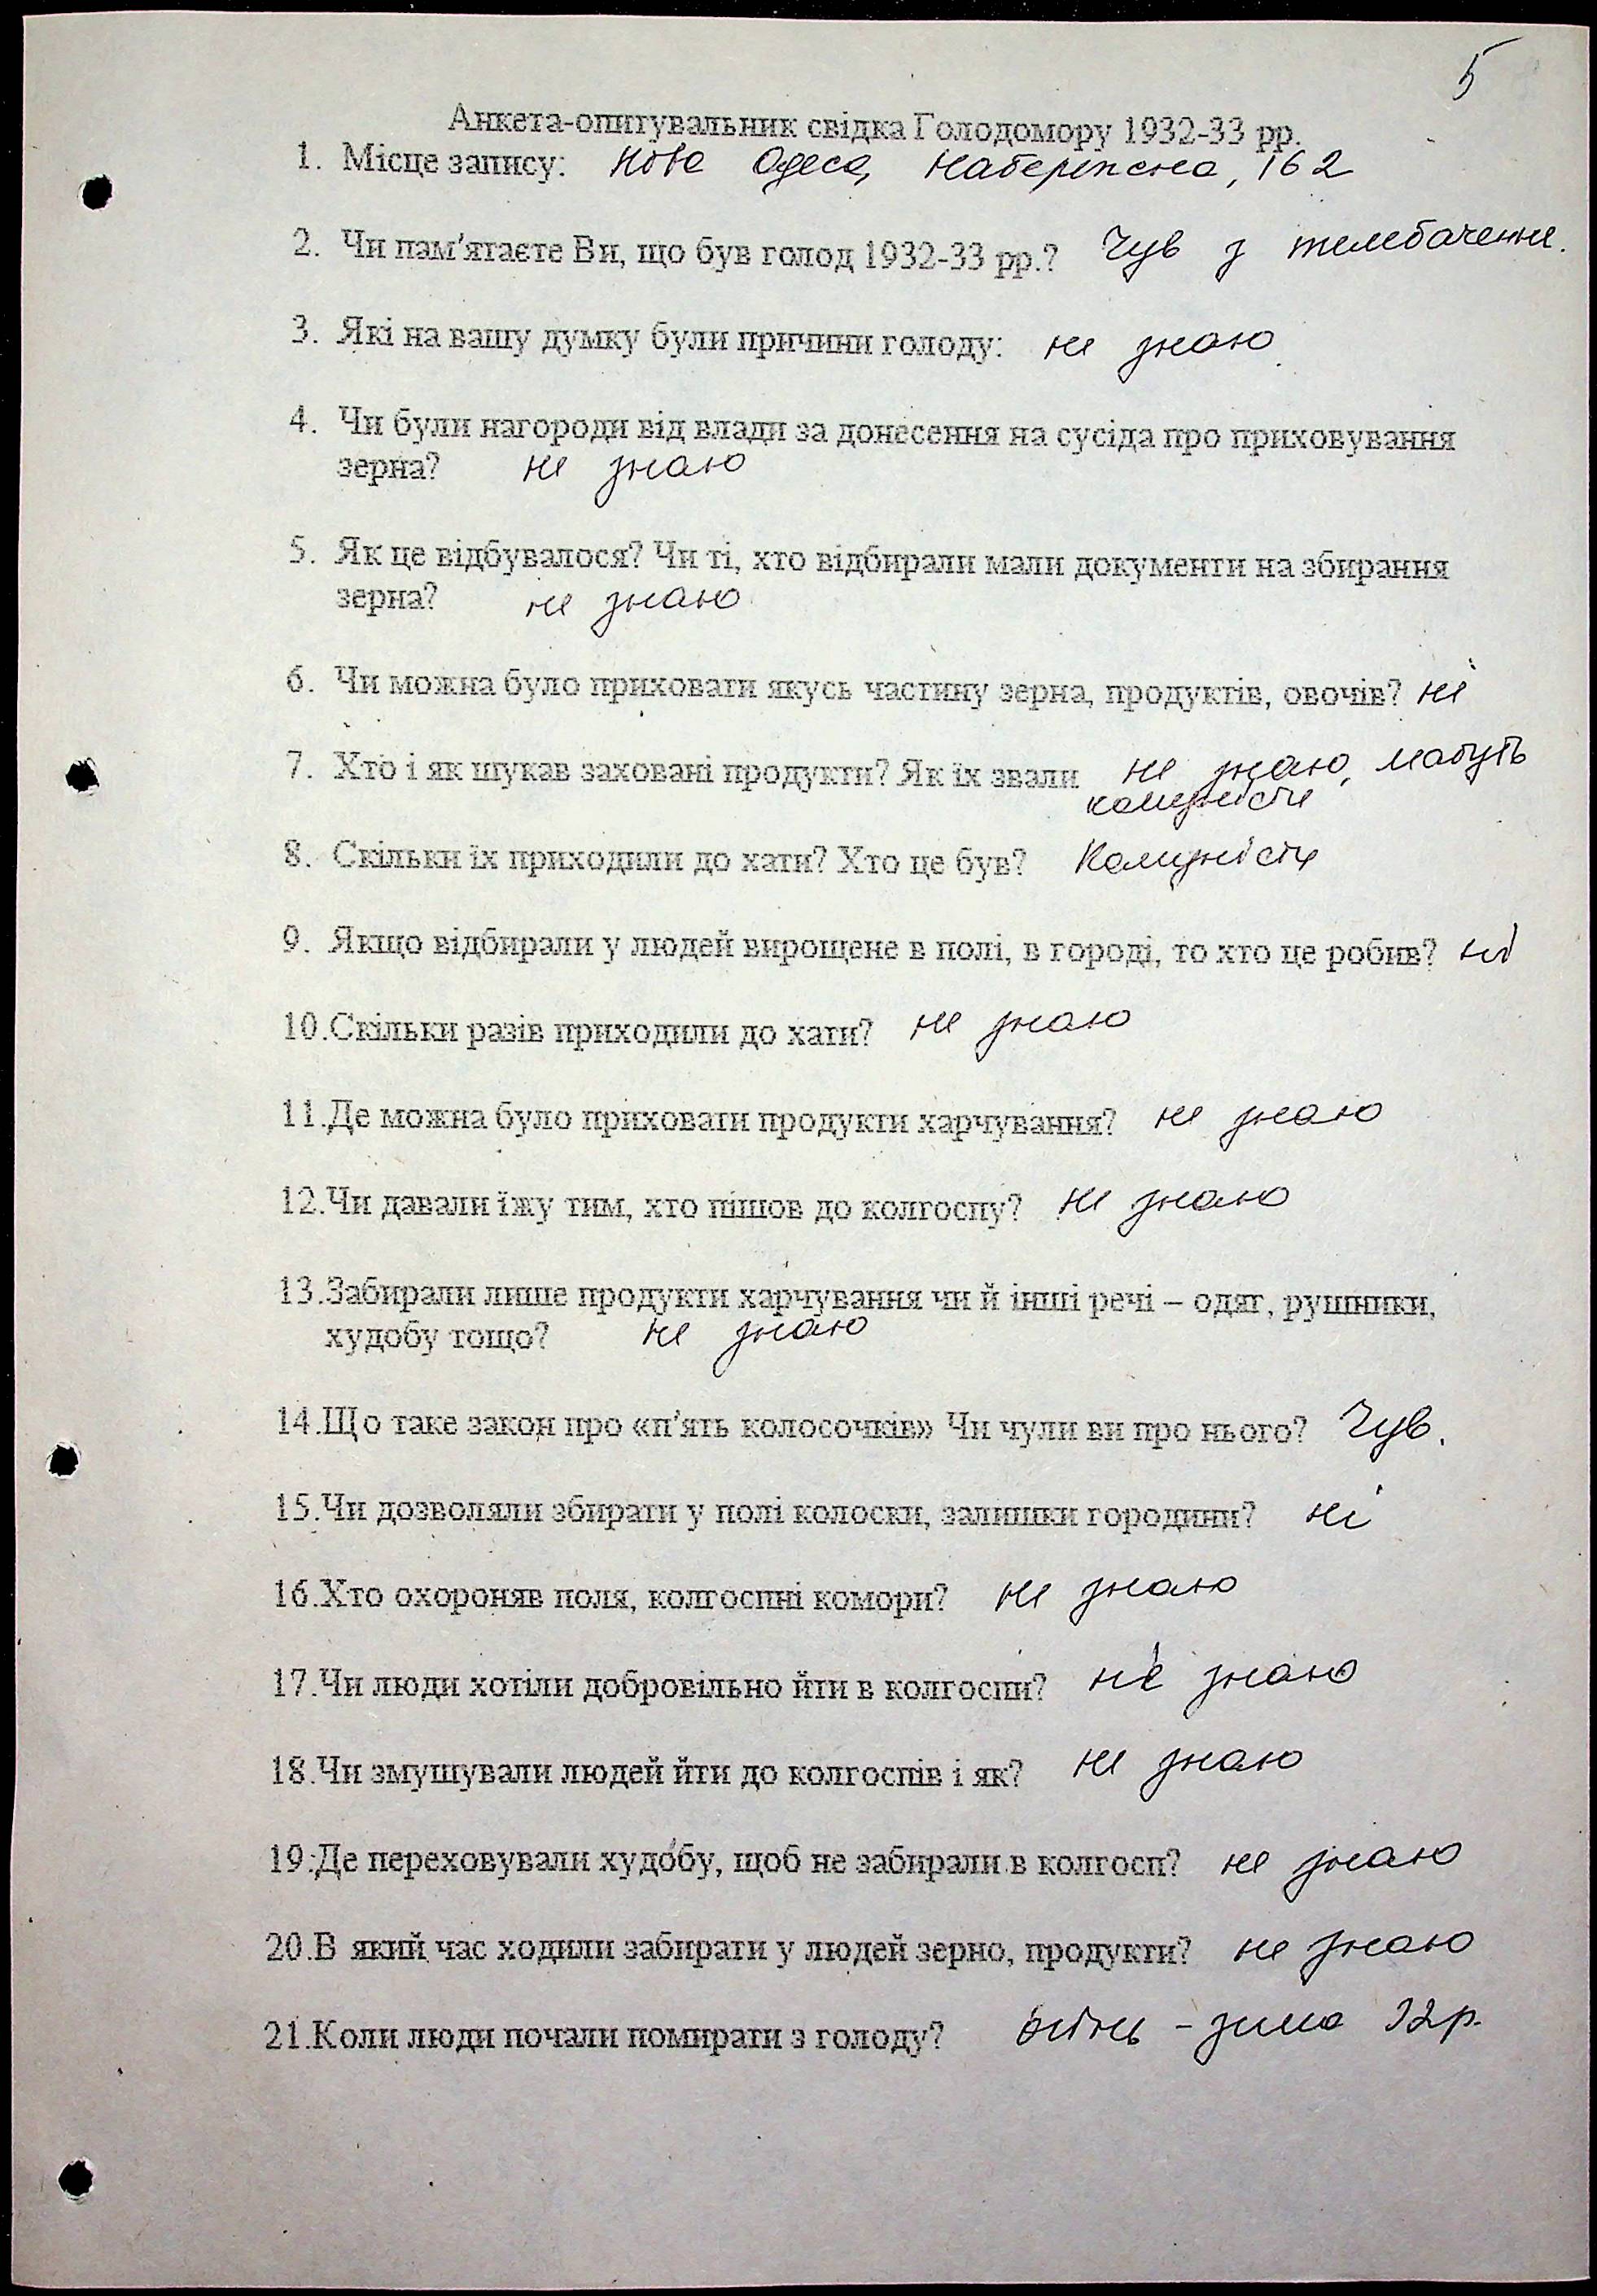 5
Анкета-опитувальник свідка Голодомору 1932-33 рр.
1. Місце запису: Нова Одеса, Набережна, 162
2. Чи пам'ятаєте Ви, що був голод 1932-33 рр.? Чув з телебачення.
3. Які на вашу думку були причини голоду: не знаю.
4. Чи були нагороди від влади за донесення на сусіда про приховування
зерна? не знаю
5. Як це відбувалося? Чи ті, хто відбирали мали документи на збирання
зерна? не знаю
6. Чи можна було приховати якусь частину зерна, продуктів, овочів? ні
7. Хто і як шукав заховані продукти? Як їх звали не знаю, мабуть
комуністи
8. Скільки їх приходили до хати? Хто це був? Комуністи
9. Якщо відбирали у людей вирощене в полі, в городі, то хто це робив? ні
10.Скільки разів приходили до хати? не знаю
11.Де можна було приховати продукти харчування? не знаю
12.Чи давали їжу тим, хто пішов до колгоспу? не знаю
13.Забирали лише продукти харчування чи й інші речі – одяг, рушники,
худобу тощо? не знаю
14.Що таке закон про «п'ять колосочків» Чи чули ви про нього? Чув.
15.Чи дозволяли збирати у полі колоски, залишки городини? ні
16.Хто охороняв поля, колгоспні комори? не знаю
17.Чи люди хотіли добровільно йти в колгоспи? не знаю
18.Чи змушували людей йти до колгоспів і як? не знаю
19.Де переховували худобу, щоб не забирали в колгосп? не знаю
20.В який час ходили забирати у людей зерно, продукти? не знаю
21.Коли люди почали помирати з голоду? осінь - зима 32р.